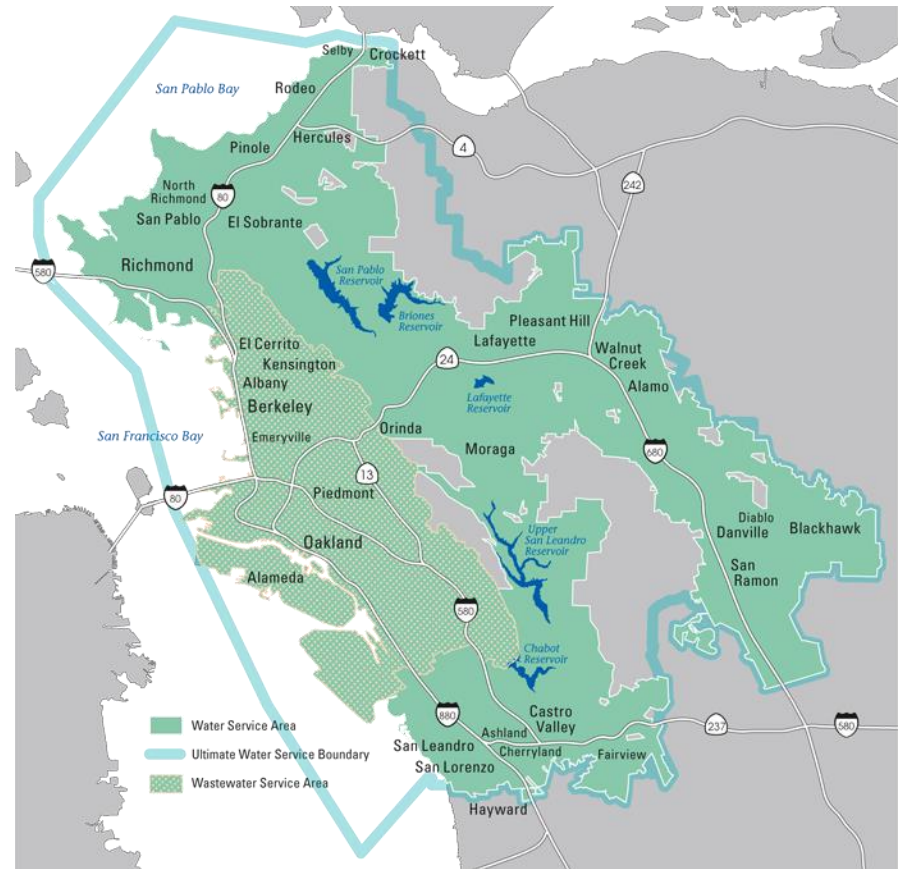 Selby
Crockett
San Pablo Bay
Rodeo
Hercules
Pinole
4
242
North
Richmond
80
San Pablo
El Sobrante
Richmond
580
San Pablo
Reservoir
Briones
Reservoir
Pleasant Hill
Lafayette
El Cerrito
Kensington
24
Walnut
Creek
Albany
Alamo
Berkeley
Lafayette
Reservoir
San Francisco Bay
Emeryville
Orinda
Moraga
680
13
80
Piedmont
Diablo
Danville
Blackhawk
Oakland
Upper
San Leandro
Reservoir
San
Ramon
Alameda
580
Chabot
Reservoir
Castro
Valley
880
237
580
Ashland
Cherryland
Fairview
San Leandro
San Lorenzo
Hayward
Water Service Area
Ultimate Water Service Boundary
Wastewater Service Area